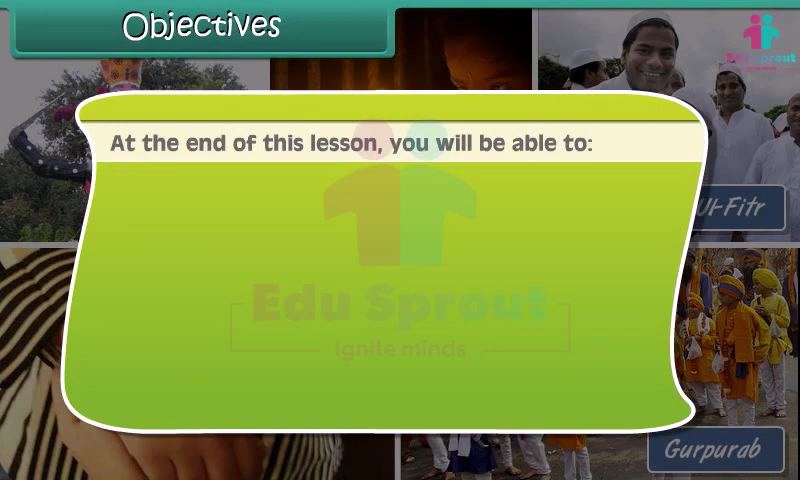 Objectives
Edu Sprout
At the end of this lesson, you will be able to:
Ul-Fitr
Edu Sprout
Ignite minds
Gurpurab